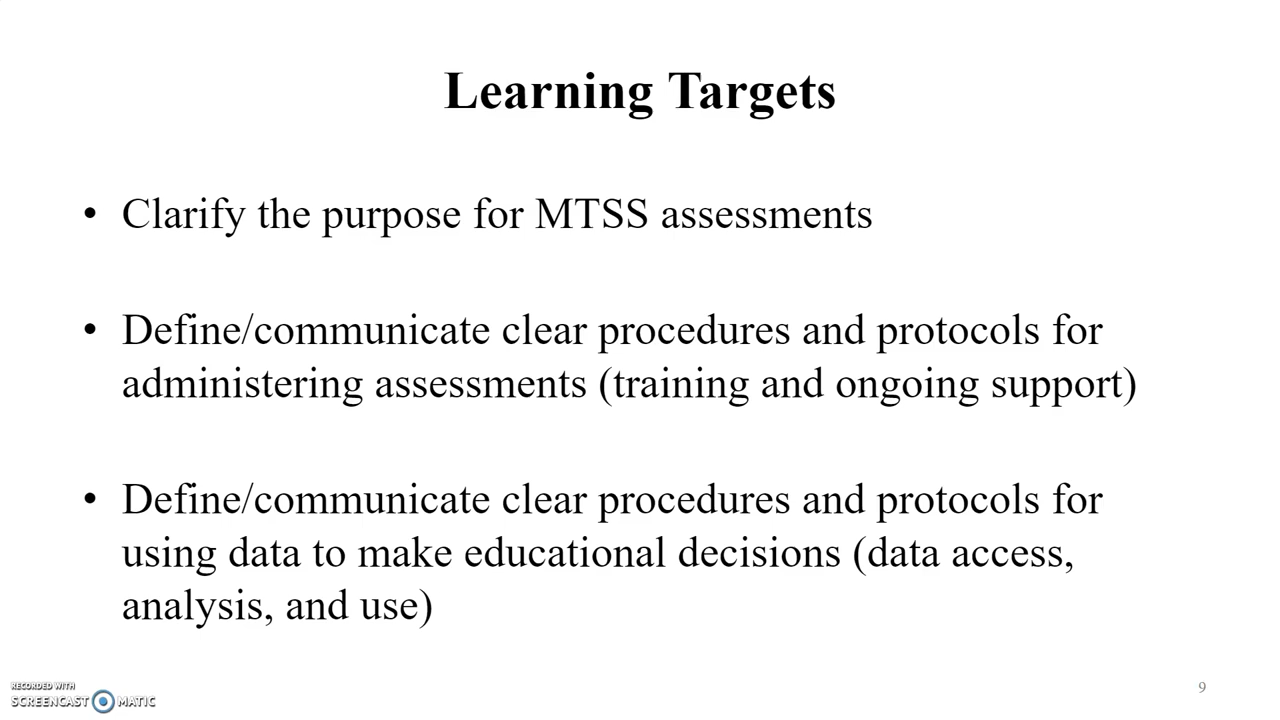 Learning Targets
• Clarify the purpose for MTSS assessments
• Define/communicate clear procedures and protocols for
administering assessments (training and ongoing support)
• Define/communicate clear procedures and protocols for
using data to make educational decisions (data access,
analysis, and use)
RECORDED WITH
SCREENCAST MATIC
9